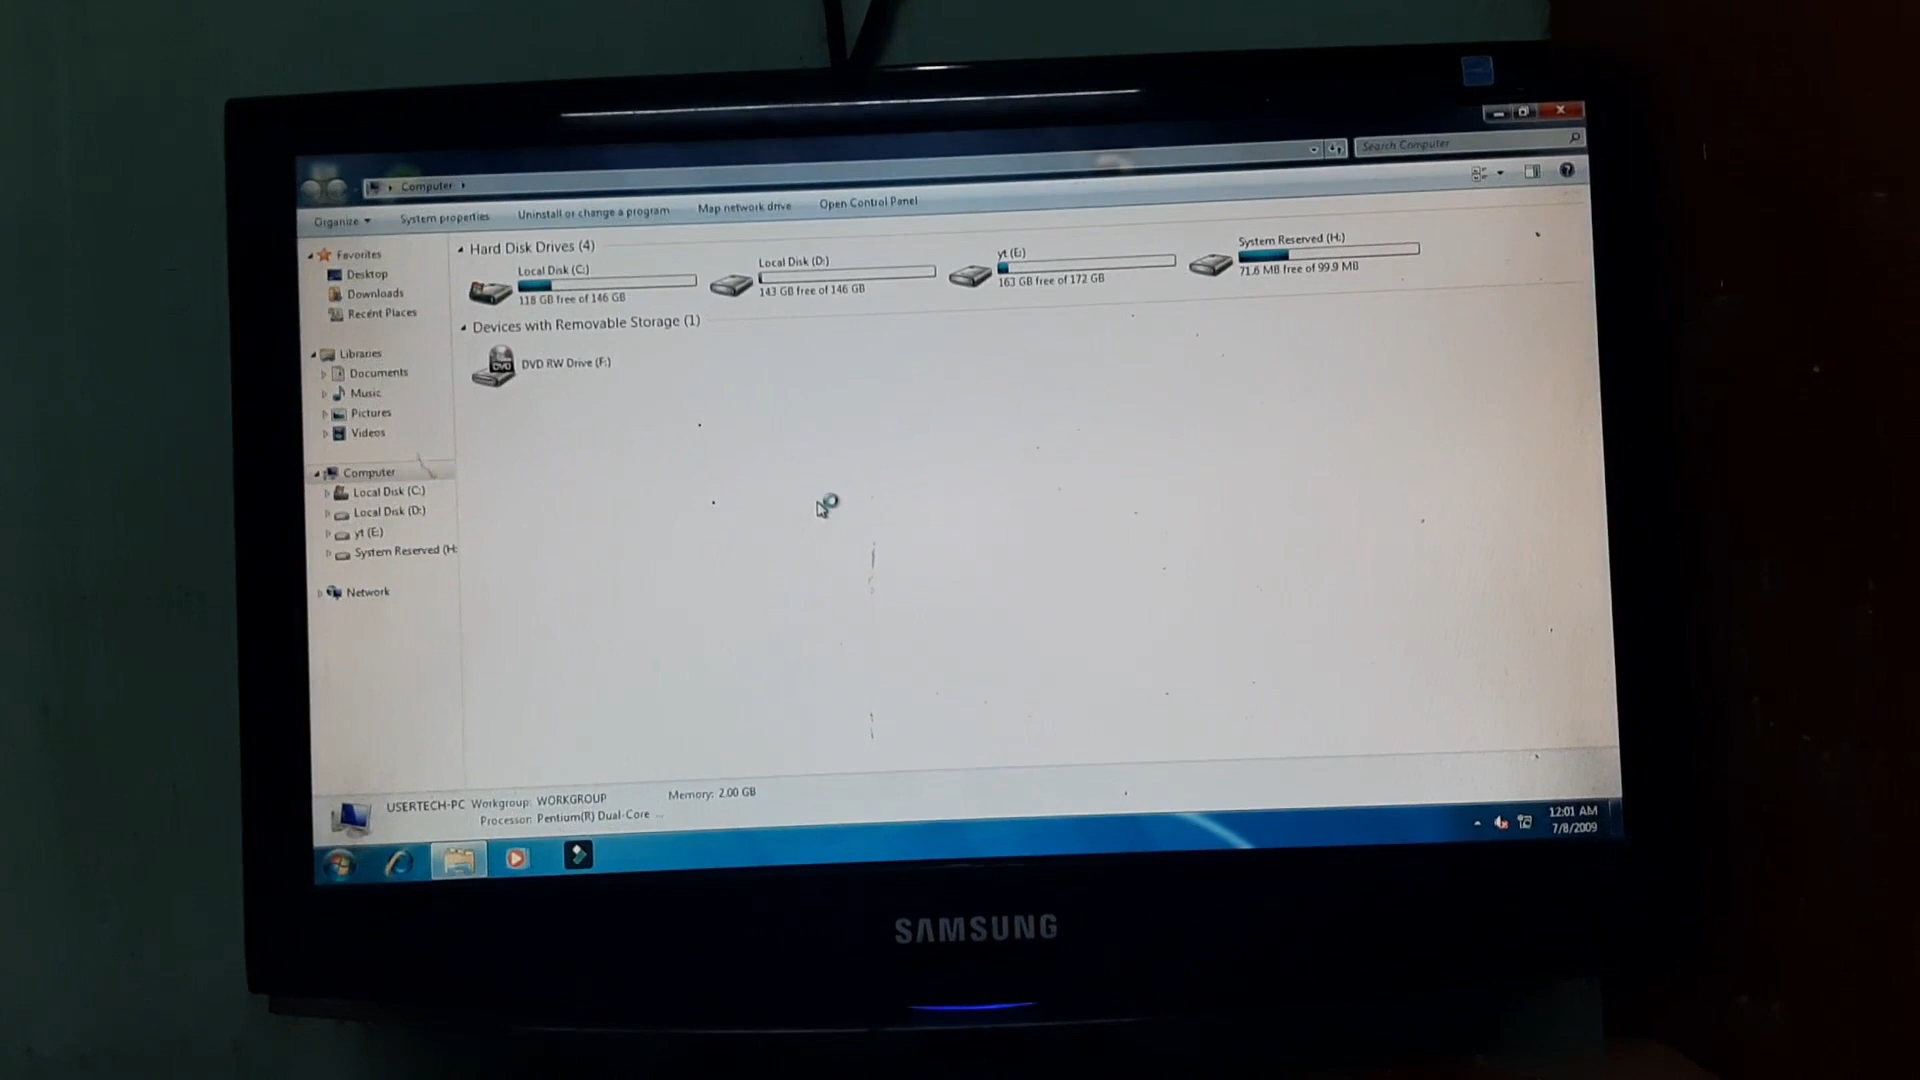 Search Computer
Computer
Organize
System properties
Uninstall or change a program
Map network drive
Open Control Panel
Favorites
Desktop
Downloads
Recent Places
Libraries
Documents
Music
Pictures
Videos
Computer
Local Disk (C:)
Local Disk (D:)
yt (E:)
System Reserved (H:
Network
Hard Disk Drives (4)
Local Disk (C:)
118 GB free of 146 GB
Local Disk (D:)
143 GB free of 146 GB
yt (E:)
163 GB free of 172 GB
System Reserved (H:)
71.6 MB free of 99.9 MB
Devices with Removable Storage (1)
DVD
DVD RW Drive (F:)
USERTECH-PC Workgroup: WORKGROUP
Memory: 2.00 GB
Processor: Pentium(R) Dual-Core ...
12:01 AM
7/8/2009
SAMSUNG